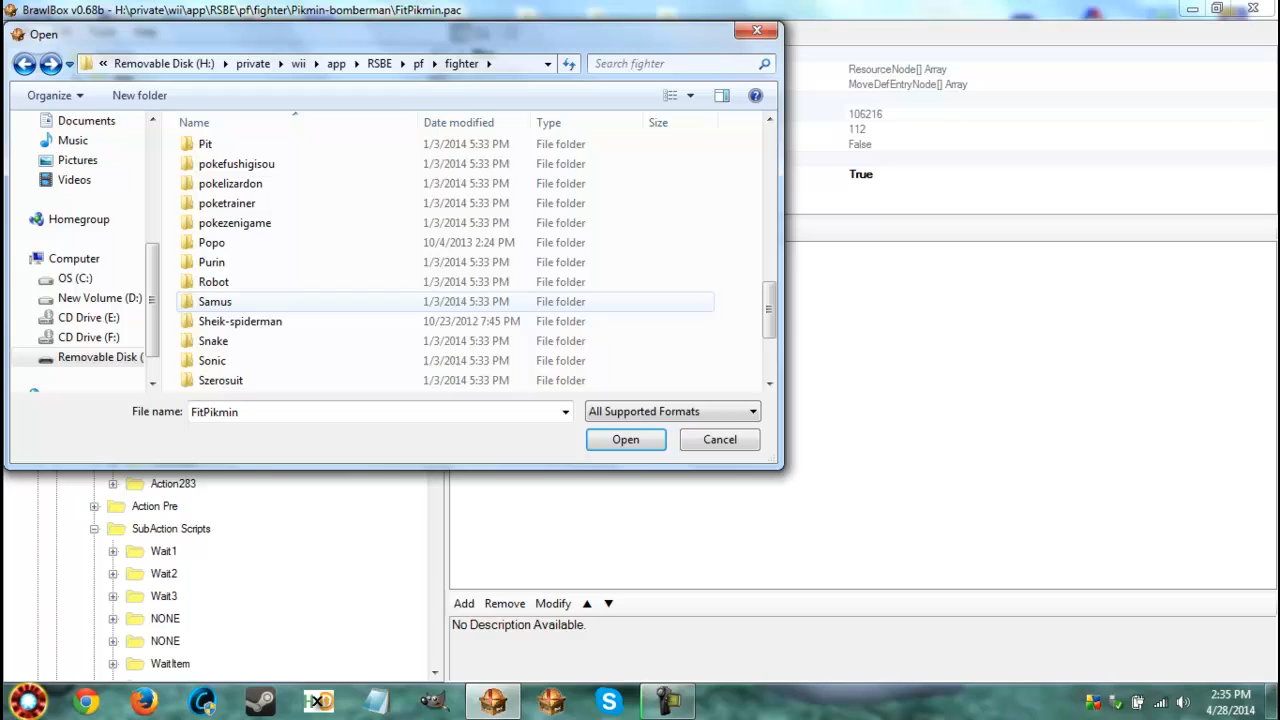 BrawlBox v0.68b - H:\private\wii\app\RSBE\pf\fighter\Pikmin-bomberman\FitPikmin.pac
Open
« Removable Disk (H:) private wii app RSBE pf fighter
Search fighter
Organize New folder
Name Date modified Type Size
Documents
Music
Pictures
Videos
Homegroup
Computer
OS (C:)
New Volume (D:)
CD Drive (E:)
CD Drive (F:)
Removable Disk (
Pit 1/3/2014 5:33 PM File folder
pokefushigisou 1/3/2014 5:33 PM File folder
pokelizardon 1/3/2014 5:33 PM File folder
poketrainer 1/3/2014 5:33 PM File folder
pokezenigame 1/3/2014 5:33 PM File folder
Popo 10/4/2013 2:24 PM File folder
Purin 1/3/2014 5:33 PM File folder
Robot 1/3/2014 5:33 PM File folder
Samus 1/3/2014 5:33 PM File folder
Sheik-spiderman 10/23/2012 7:45 PM File folder
Snake 1/3/2014 5:33 PM File folder
Sonic 1/3/2014 5:33 PM File folder
Szerosuit 1/3/2014 5:33 PM File folder
File name: FitPikmin All Supported Formats
Open Cancel
ResourceNode[] Array
MoveDefEntryNode[] Array
106216
112
False
True
Action283
Action Pre
SubAction Scripts
Wait1
Wait2
Wait3
NONE
NONE
WaitItem
Add Remove Modify ▲ ▼
No Description Available.
2:35 PM
4/28/2014